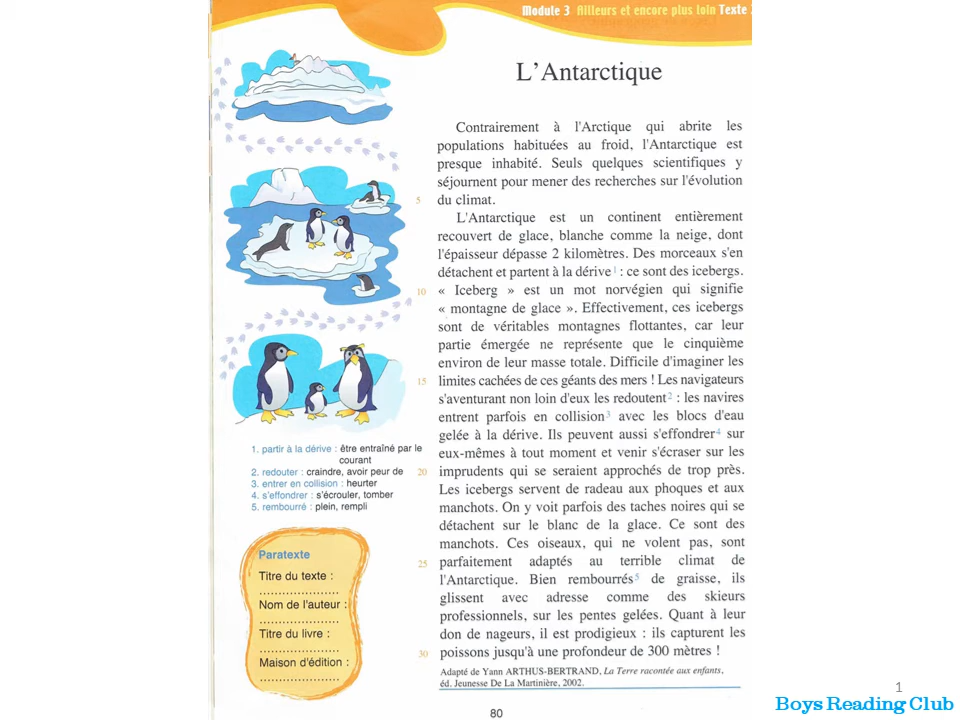 Module 3 Ailleurs et encore plus loin Texte
L'Antarctique
Contrairement à l'Arctique qui abrite les
populations habituées au froid, l'Antarctique est
presque inhabité. Seuls quelques scientifiques y
séjournent pour mener des recherches sur l'évolution
5 du climat.
L'Antarctique est un continent entièrement
recouvert de glace, blanche comme la neige, dont
l'épaisseur dépasse 2 kilomètres. Des morceaux s'en
détachent et partent à la dérive1 : ce sont des icebergs.
10 « Iceberg » est un mot norvégien qui signifie
« montagne de glace ». Effectivement, ces icebergs
sont de véritables montagnes flottantes, car leur
partie émergée ne représente que le cinquième
environ de leur masse totale. Difficile d'imaginer les
15 limites cachées de ces géants des mers ! Les navigateurs
s'aventurant non loin d'eux les redoutent2 : les navires
entrent parfois en collision3 avec les blocs d'eau
gelée à la dérive. Ils peuvent aussi s'effondrer4 sur
eux-mêmes à tout moment et venir s'écraser sur les
20 imprudents qui se seraient approchés de trop près.
Les icebergs servent de radeau aux phoques et aux
manchots. On y voit parfois des taches noires qui se
détachent sur le blanc de la glace. Ce sont des
manchots. Ces oiseaux, qui ne volent pas, sont
25 parfaitement adaptés au terrible climat de
l'Antarctique. Bien rembourrés5 de graisse, ils
glissent avec adresse comme des skieurs
professionnels, sur les pentes gelées. Quant à leur
don de nageurs, il est prodigieux : ils capturent les
30 poissons jusqu'à une profondeur de 300 mètres !
Adapté de Yann ARTHUS-BERTRAND, La Terre racontée aux enfants,
éd. Jeunesse De La Martinière, 2002.
1. partir à la dérive : être entraîné par le
courant
2. redouter : craindre, avoir peur de
3. entrer en collision : heurter
4. s'effondrer : s'écrouler, tomber
5. rembourré : plein, rempli
Paratexte
Titre du texte :
........................
Nom de l'auteur :
........................
Titre du livre :
........................
Maison d'édition :
........................
80
1
Boys Reading Club